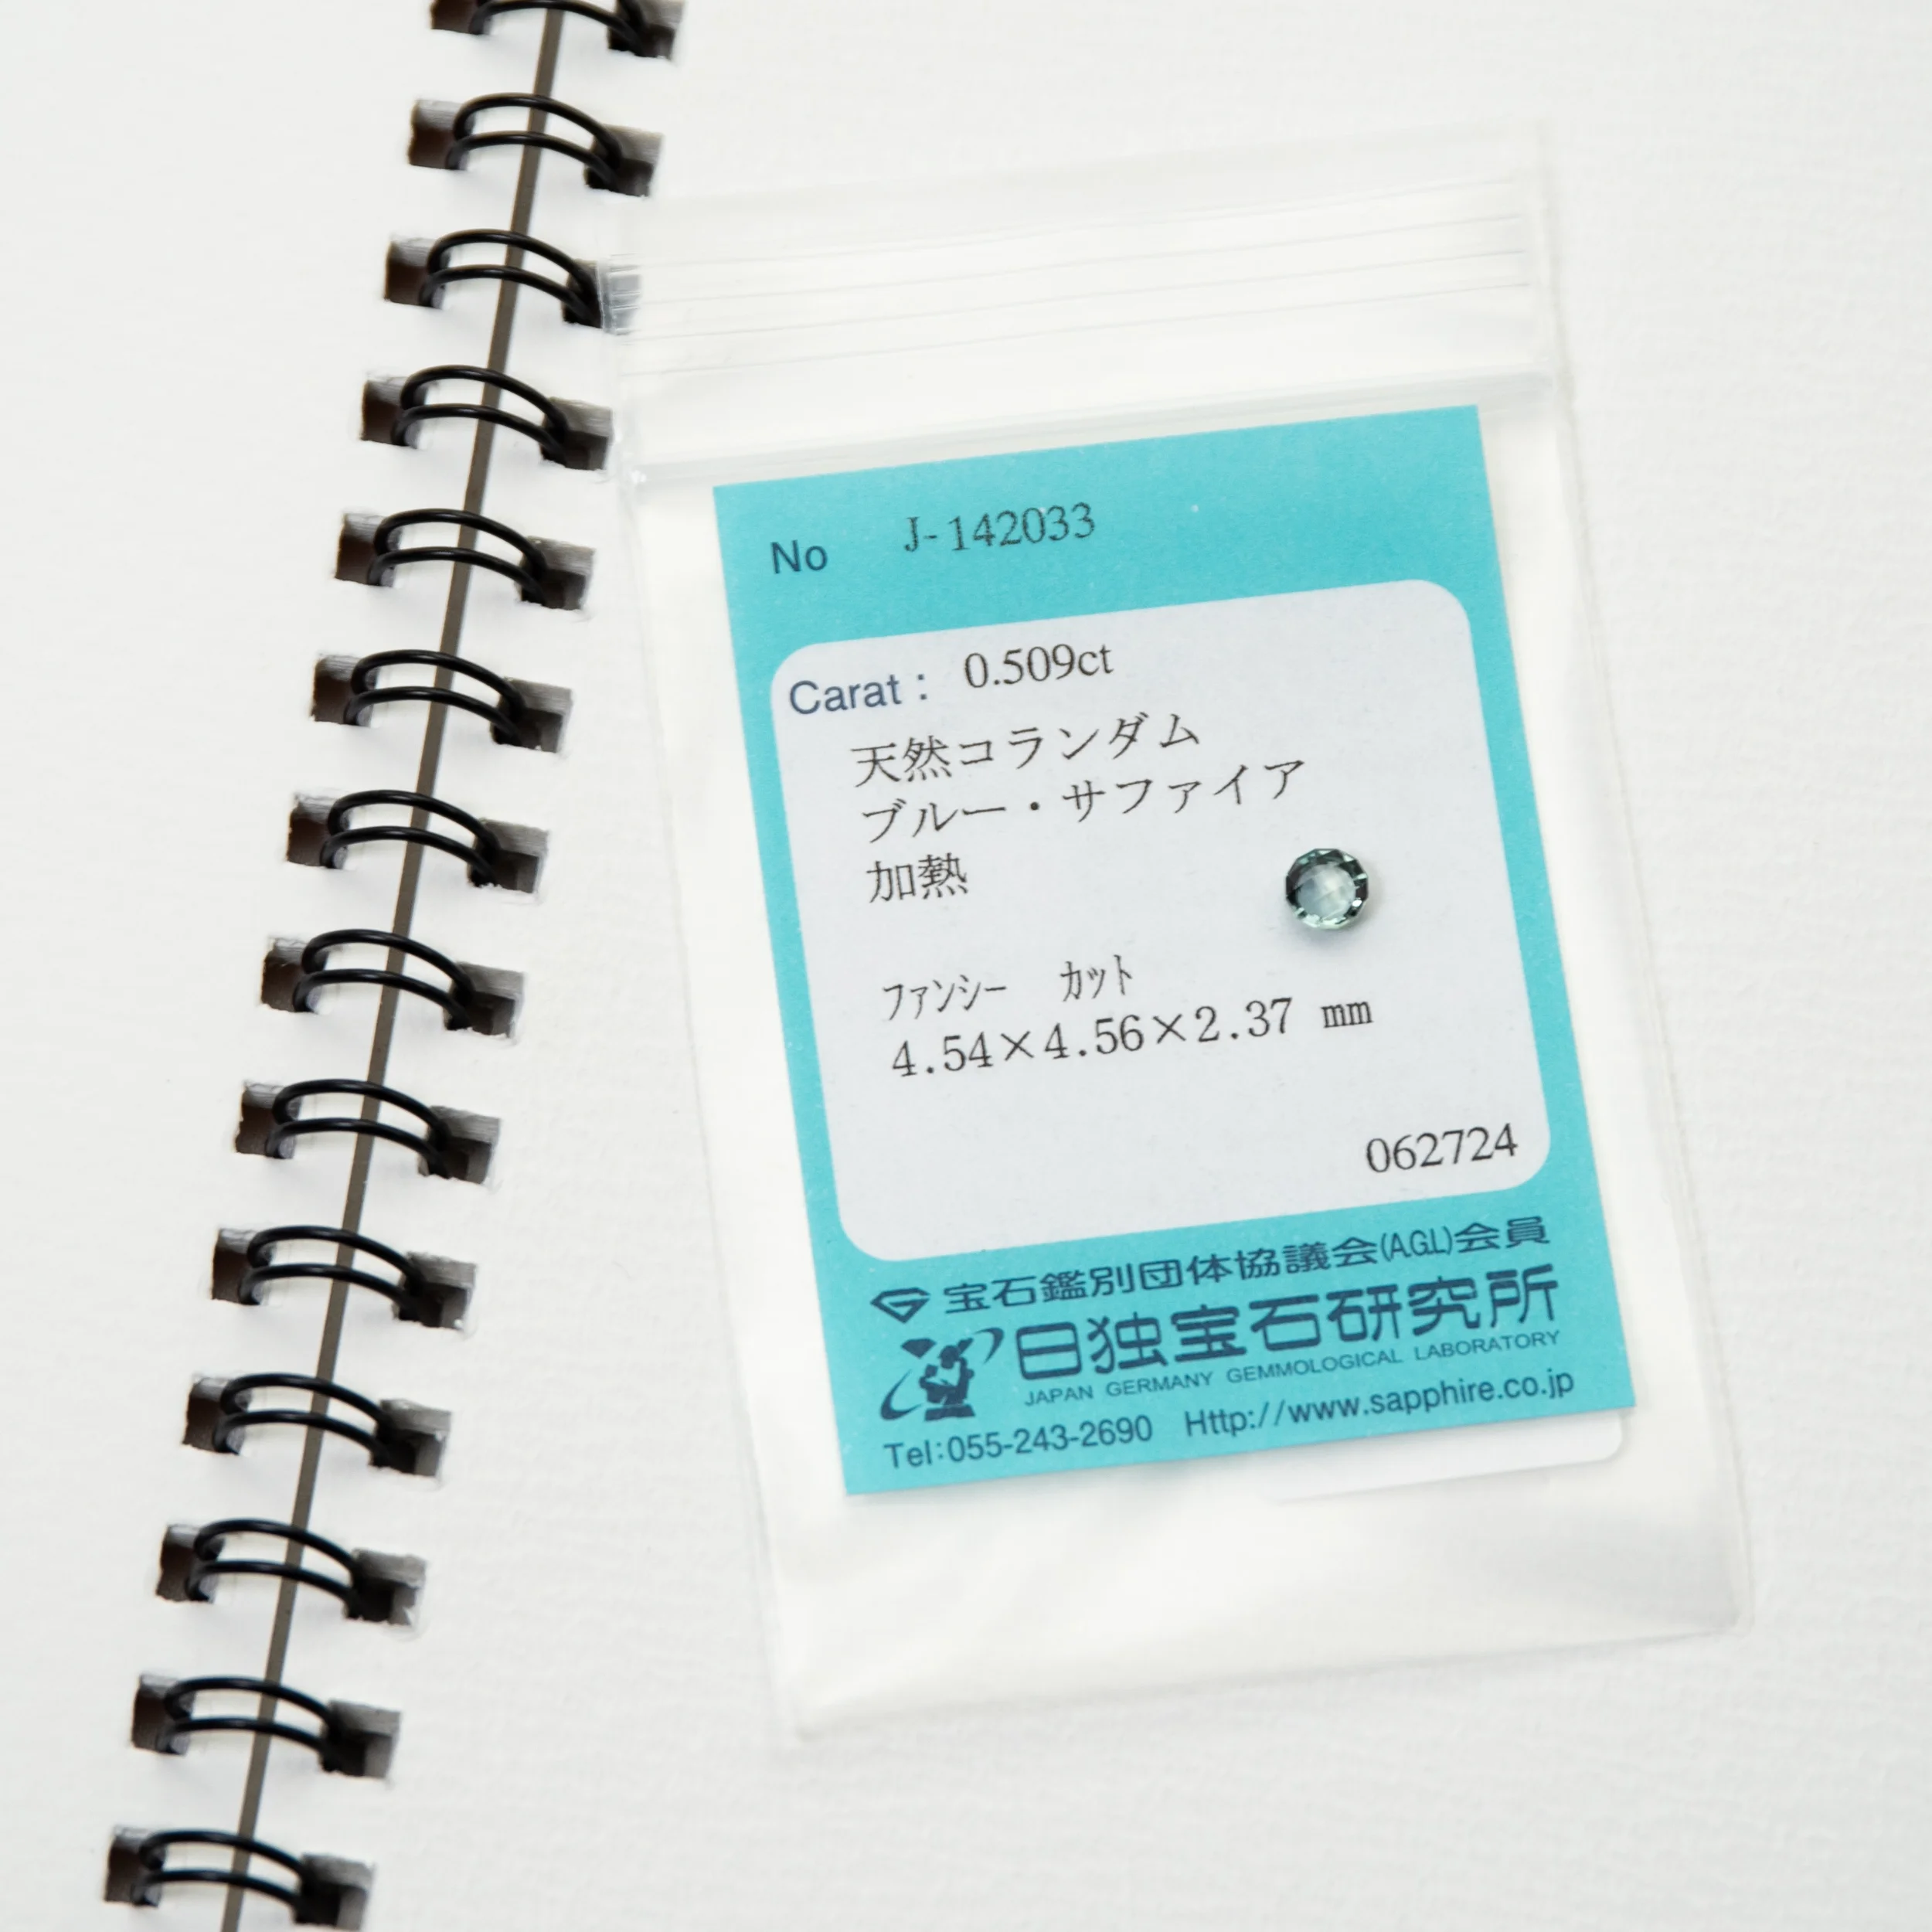 No J-142033
Carat : 0.509ct
天然コランダム
ブルー・サファイア
加熱
ファンシー カット
4.54×4.56×2.37 mm
062724
宝石鑑別団体協議会(AGL)会員
日独宝石研究所
JAPAN GERMANY GEMMOLOGICAL LABORATORY
Tel:055-243-2690 Http://www.sapphire.co.jp